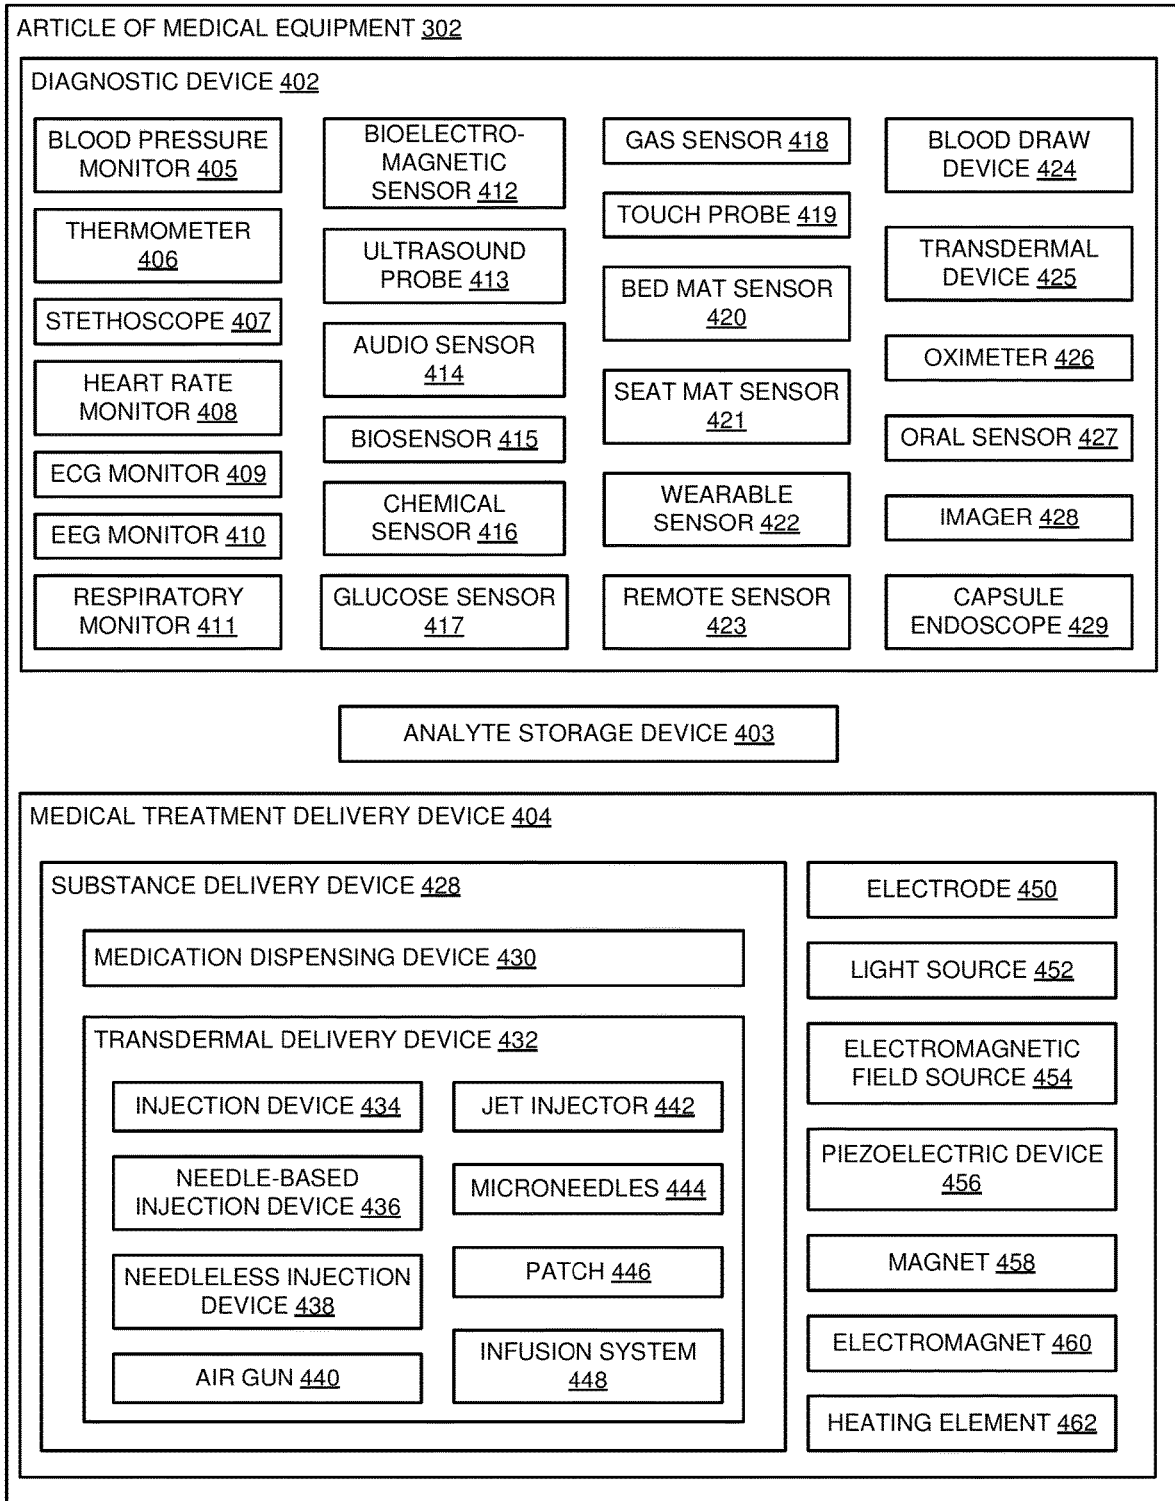 ARTICLE OF MEDICAL EQUIPMENT 302
DIAGNOSTIC DEVICE 402
BLOOD PRESSURE
MONITOR 405
THERMOMETER
406
STETHOSCOPE 407
HEART RATE
MONITOR 408
ECG MONITOR 409
EEG MONITOR 410
RESPIRATORY
MONITOR 411
BIOELECTRO-
MAGNETIC
SENSOR 412
ULTRASOUND
PROBE 413
AUDIO SENSOR
414
BIOSENSOR 415
CHEMICAL
SENSOR 416
GLUCOSE SENSOR
417
GAS SENSOR 418
TOUCH PROBE 419
BED MAT SENSOR
420
SEAT MAT SENSOR
421
WEARABLE
SENSOR 422
REMOTE SENSOR
423
BLOOD DRAW
DEVICE 424
TRANSDERMAL
DEVICE 425
OXIMETER 426
ORAL SENSOR 427
IMAGER 428
CAPSULE
ENDOSCOPE 429
ANALYTE STORAGE DEVICE 403
MEDICAL TREATMENT DELIVERY DEVICE 404
SUBSTANCE DELIVERY DEVICE 428
MEDICATION DISPENSING DEVICE 430
TRANSDERMAL DELIVERY DEVICE 432
INJECTION DEVICE 434
NEEDLE-BASED
INJECTION DEVICE 436
NEEDLELESS INJECTION
DEVICE 438
AIR GUN 440
JET INJECTOR 442
MICRONEEDLES 444
PATCH 446
INFUSION SYSTEM
448
ELECTRODE 450
LIGHT SOURCE 452
ELECTROMAGNETIC
FIELD SOURCE 454
PIEZOELECTRIC DEVICE
456
MAGNET 458
ELECTROMAGNET 460
HEATING ELEMENT 462